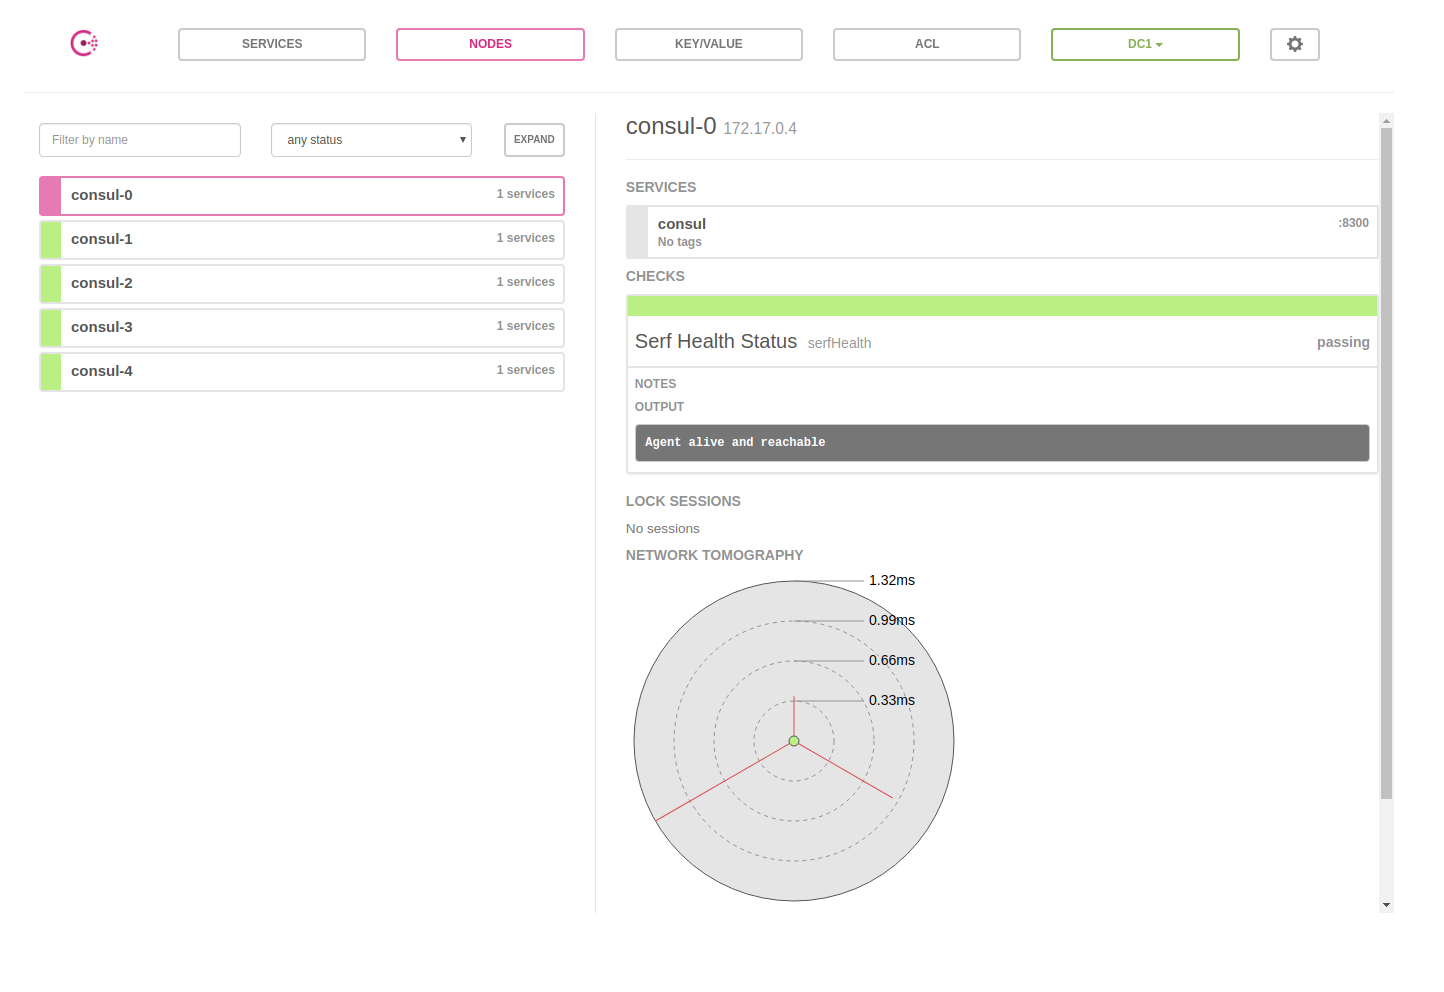 SERVICES
NODES
KEY/VALUE
ACL
DC1
Filter by name
any status
EXPAND
consul-0 1 services
consul-1 1 services
consul-2 1 services
consul-3 1 services
consul-4 1 services
consul-0 172.17.0.4
SERVICES
consul :8300
No tags
CHECKS
Serf Health Status serfHealth passing
NOTES
OUTPUT
Agent alive and reachable
LOCK SESSIONS
No sessions
NETWORK TOMOGRAPHY
1.32ms
0.99ms
0.66ms
0.33ms